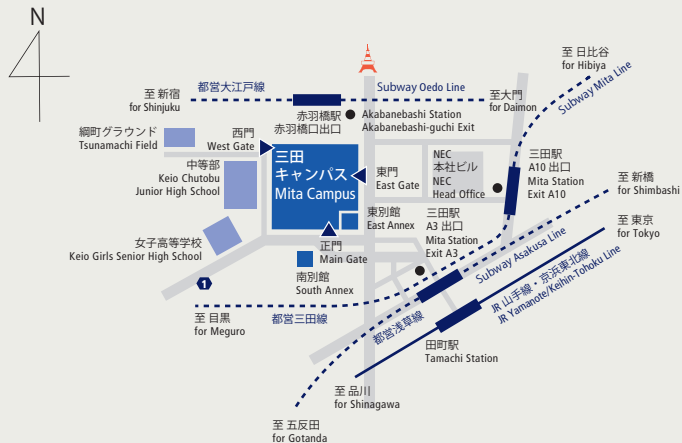 N
至 日比谷
for Hibiya
至 新宿
for Shinjuku
都営大江戸線
Subway Oedo Line
至大門
for Daimon
Subway Mita Line
赤羽橋駅
赤羽橋口出口
Akabanebashi Station
Akabanebashi-guchi Exit
綱町グラウンド
Tsunamachi Field
西門
West Gate
中等部
Keio Chutobu
Junior High School
三田
キャンパス
Mita Campus
東門
East Gate
NEC
本社ビル
NEC
Head Office
三田駅
A10 出口
Mita Station
Exit A10
至 新橋
for Shimbashi
東別館
East Annex
三田駅
A3 出口
Mita Station
Exit A3
至 東京
for Tokyo
女子高等学校
Keio Girls Senior High School
正門
Main Gate
南別館
South Annex
Subway Asakusa Line
都営浅草線
JR 山手線・京浜東北線
JR Yamanote/Keihin-Tohoku Line
1
至 目黒
for Meguro
都営三田線
田町駅
Tamachi Station
至 品川
for Shinagawa
至 五反田
for Gotanda